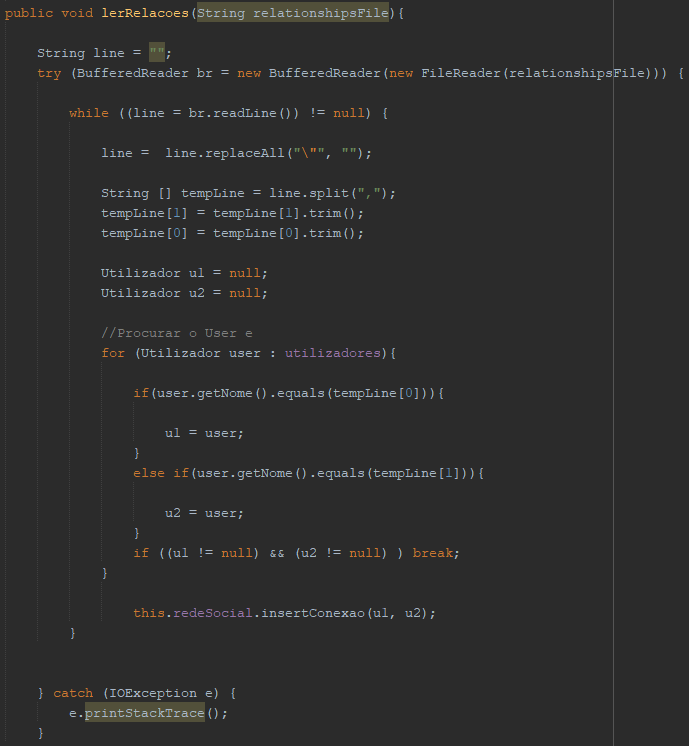 public void lerRelacoes(String relationshipsFile){
String line = "";
try (BufferedReader br = new BufferedReader(new FileReader(relationshipsFile))) {
while ((line = br.readLine()) != null) {
line =  line.replaceAll("\"", "");
String [] tempLine = line.split(",");
tempLine[1] = tempLine[1].trim();
tempLine[0] = tempLine[0].trim();
Utilizador u1 = null;
Utilizador u2 = null;
//Procurar o User e
for (Utilizador user : utilizadores){
if(user.getNome().equals(tempLine[0])){
u1 = user;
}
else if(user.getNome().equals(tempLine[1])){
u2 = user;
}
if ((u1 != null) && (u2 != null) ) break;
}
this.redeSocial.insertConexao(u1, u2);
}
} catch (IOException e) {
e.printStackTrace();
}